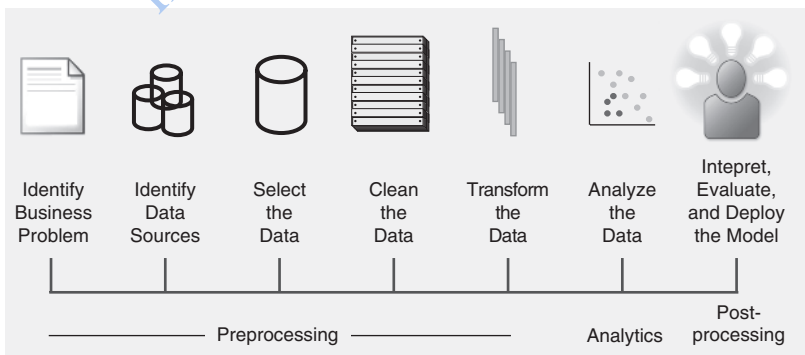 Identify
Business
Problem
Identify
Data
Sources
Select
the
Data
Clean
the
Data
Transform
the
Data
Analyze
the
Data
Intepret,
Evaluate,
and Deploy
the Model
Preprocessing
Analytics
Post-
processing